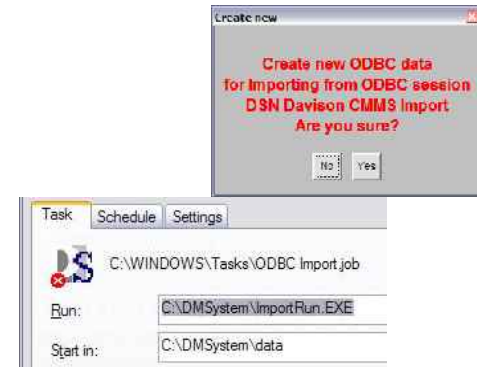 Create new
Create new ODBC data
for Importing from ODBC session
DSN Davison CMMS Import
Are you sure?
No Yes
Task Schedule Settings
C:\WINDOWS\Tasks\ODBC Import.job
Run: C:\DMSystem\ImportRun.EXE
Start in: C:\DMSystem\data